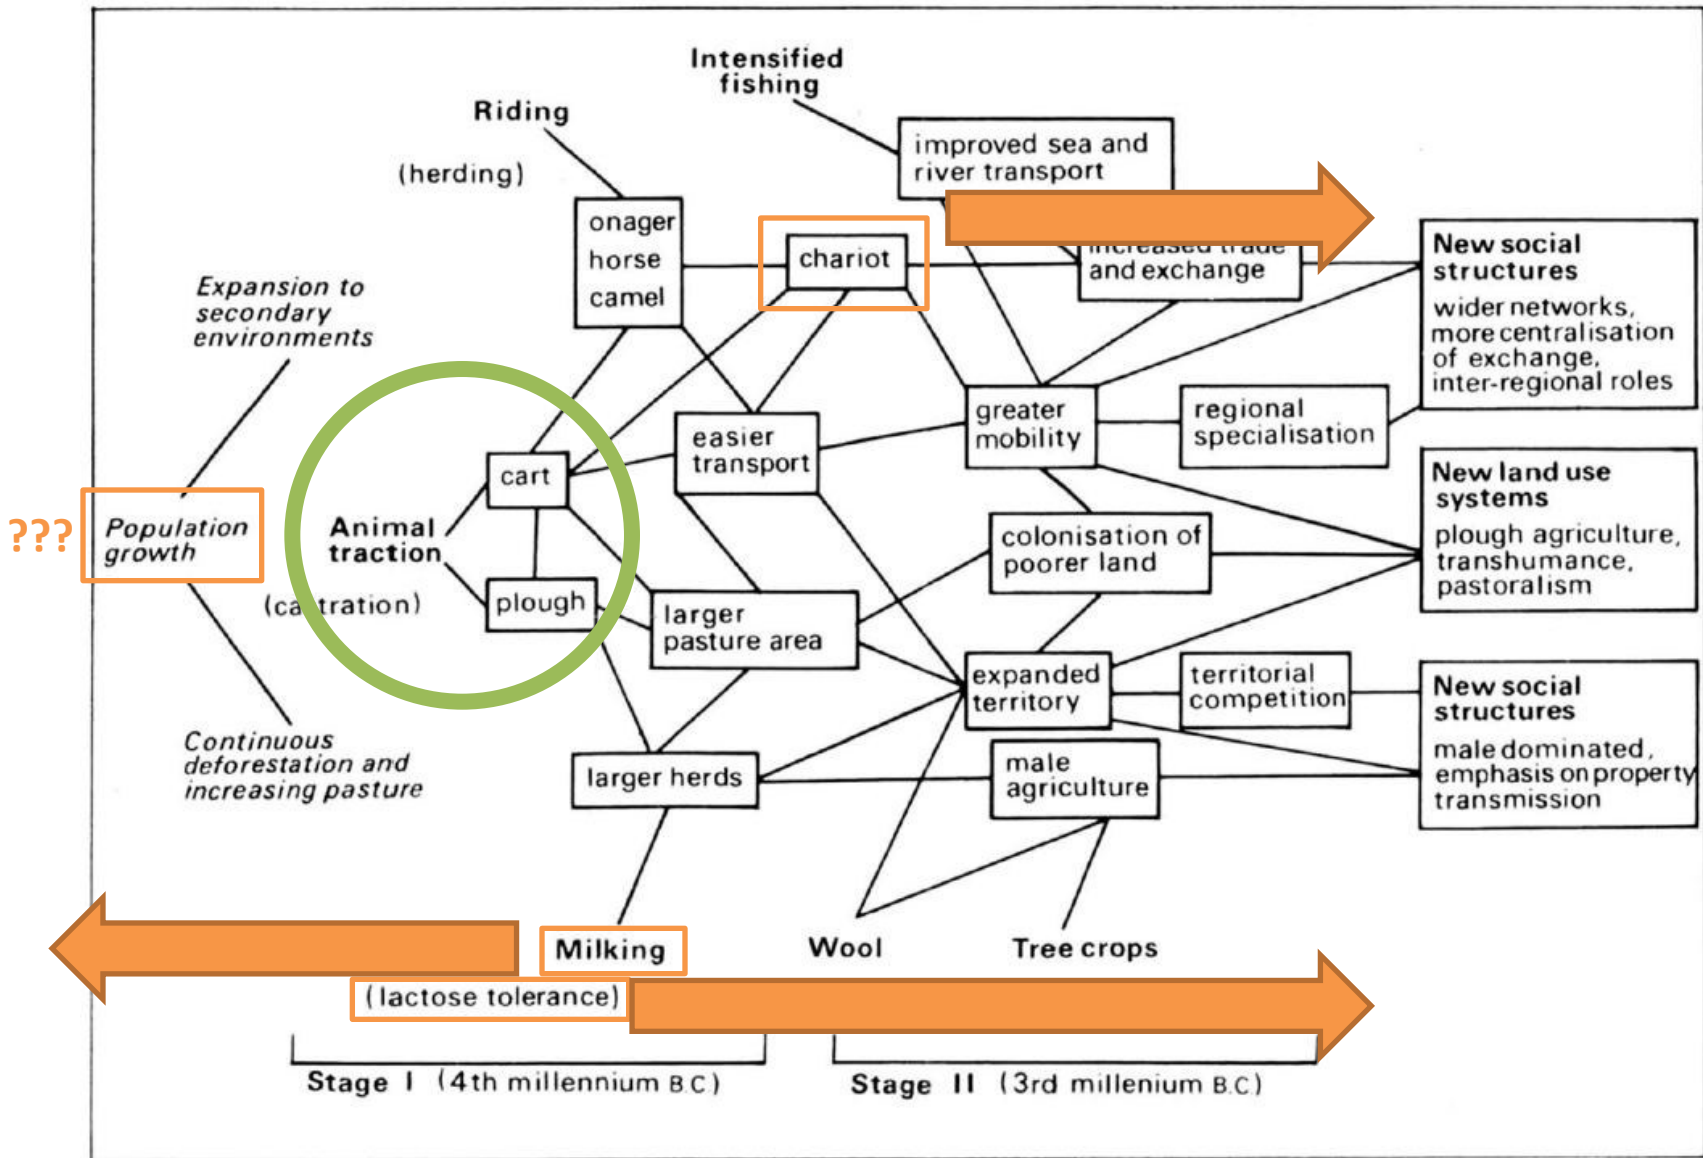 Intensified
fishing
Riding
(herding)
improved sea and
river transport
onager
horse
camel
chariot
increased trade
and exchange
New social
structures
wider networks,
more centralisation
of exchange,
inter-regional roles
Expansion to
secondary
environments
greater
mobility
regional
specialisation
easier
transport
cart
New land use
systems
plough agriculture,
transhumance,
pastoralism
???
Population
growth
Animal
traction
(castration)
plough
colonisation of
poorer land
larger
pasture area
expanded
territory
territorial
competition
New social
structures
male dominated,
emphasis on property
transmission
Continuous
deforestation and
increasing pasture
larger herds
male
agriculture
Milking
(lactose tolerance)
Wool
Tree crops
Stage I (4th millennium B.C.)
Stage II (3rd millenium B.C.)